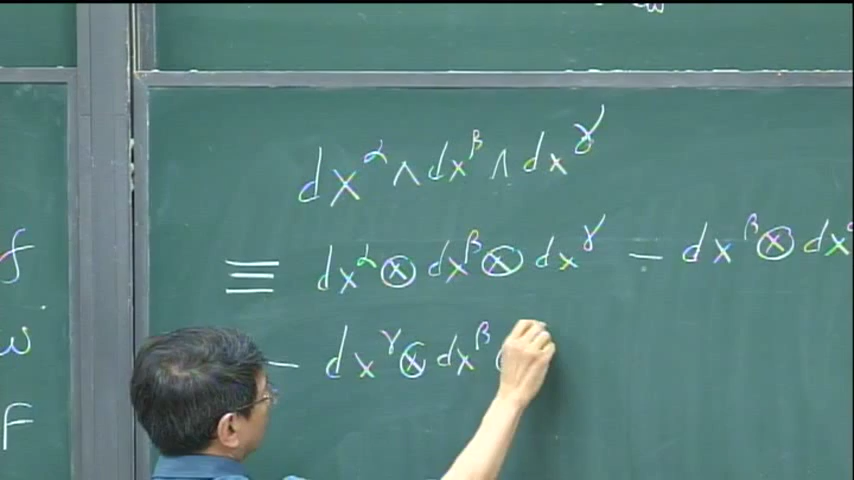 dx^α ∧ dx^β ∧ dx^γ
≡ dx^α ⊗ dx^β ⊗ dx^γ − dx^β ⊗ dx
f
− dx^γ ⊗ dx^β
w
F